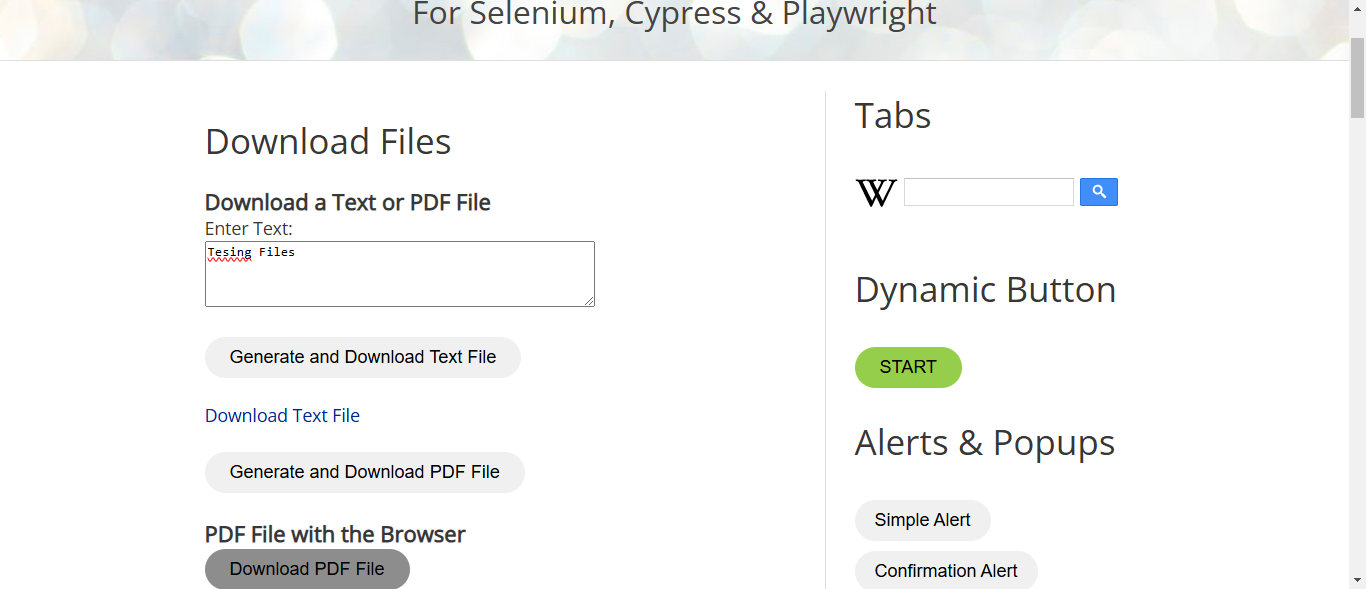 For Selenium, Cypress & Playwright
Download Files
Download a Text or PDF File
Enter Text:
Tesing Files
Generate and Download Text File
Download Text File
Generate and Download PDF File
PDF File with the Browser
Download PDF File
Tabs
W
Dynamic Button
START
Alerts & Popups
Simple Alert
Confirmation Alert